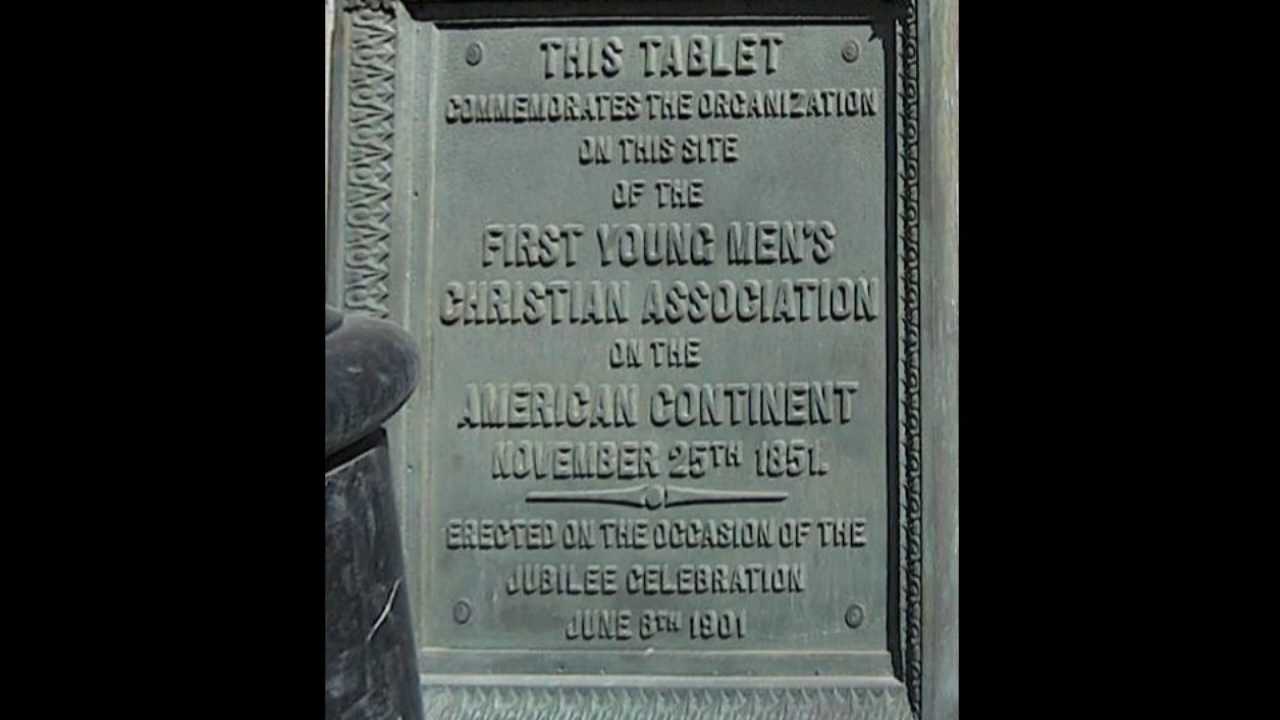 THIS TABLET
COMMEMORATES THE ORGANIZATION
ON THIS SITE
OF THE
FIRST YOUNG MEN'S
CHRISTIAN ASSOCIATION
ON THE
AMERICAN CONTINENT
NOVEMBER 25TH 1851.
ERECTED ON THE OCCASION OF THE
JUBILEE CELEBRATION
JUNE 8TH 1901